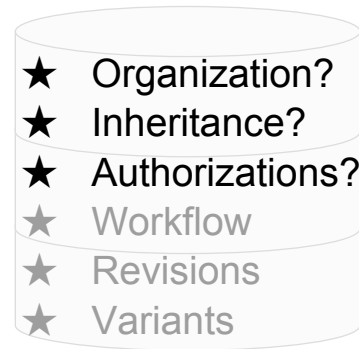 ★ Organization?
★ Inheritance?
★ Authorizations?
★ Workflow
★ Revisions
★ Variants